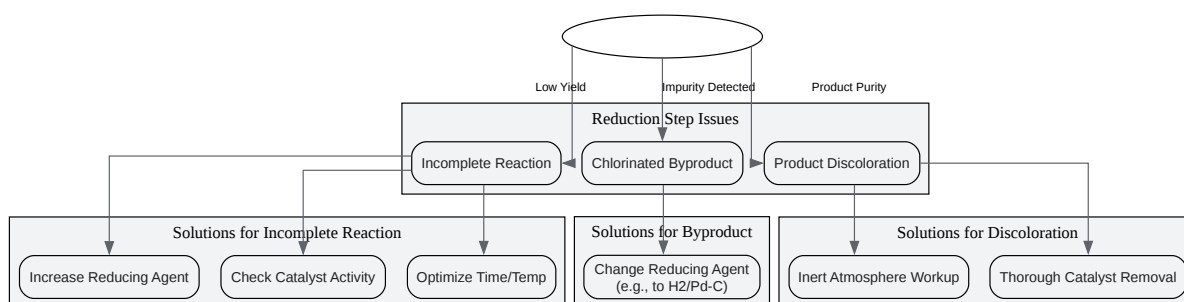 Low Yield
Impurity Detected
Product Purity
Reduction Step Issues
Incomplete Reaction
Chlorinated Byproduct
Product Discoloration
Solutions for Incomplete Reaction
Solutions for Byproduct
Solutions for Discoloration
Increase Reducing Agent
Check Catalyst Activity
Optimize Time/Temp
Change Reducing Agent
(e.g., to H2/Pd-C)
Inert Atmosphere Workup
Thorough Catalyst Removal